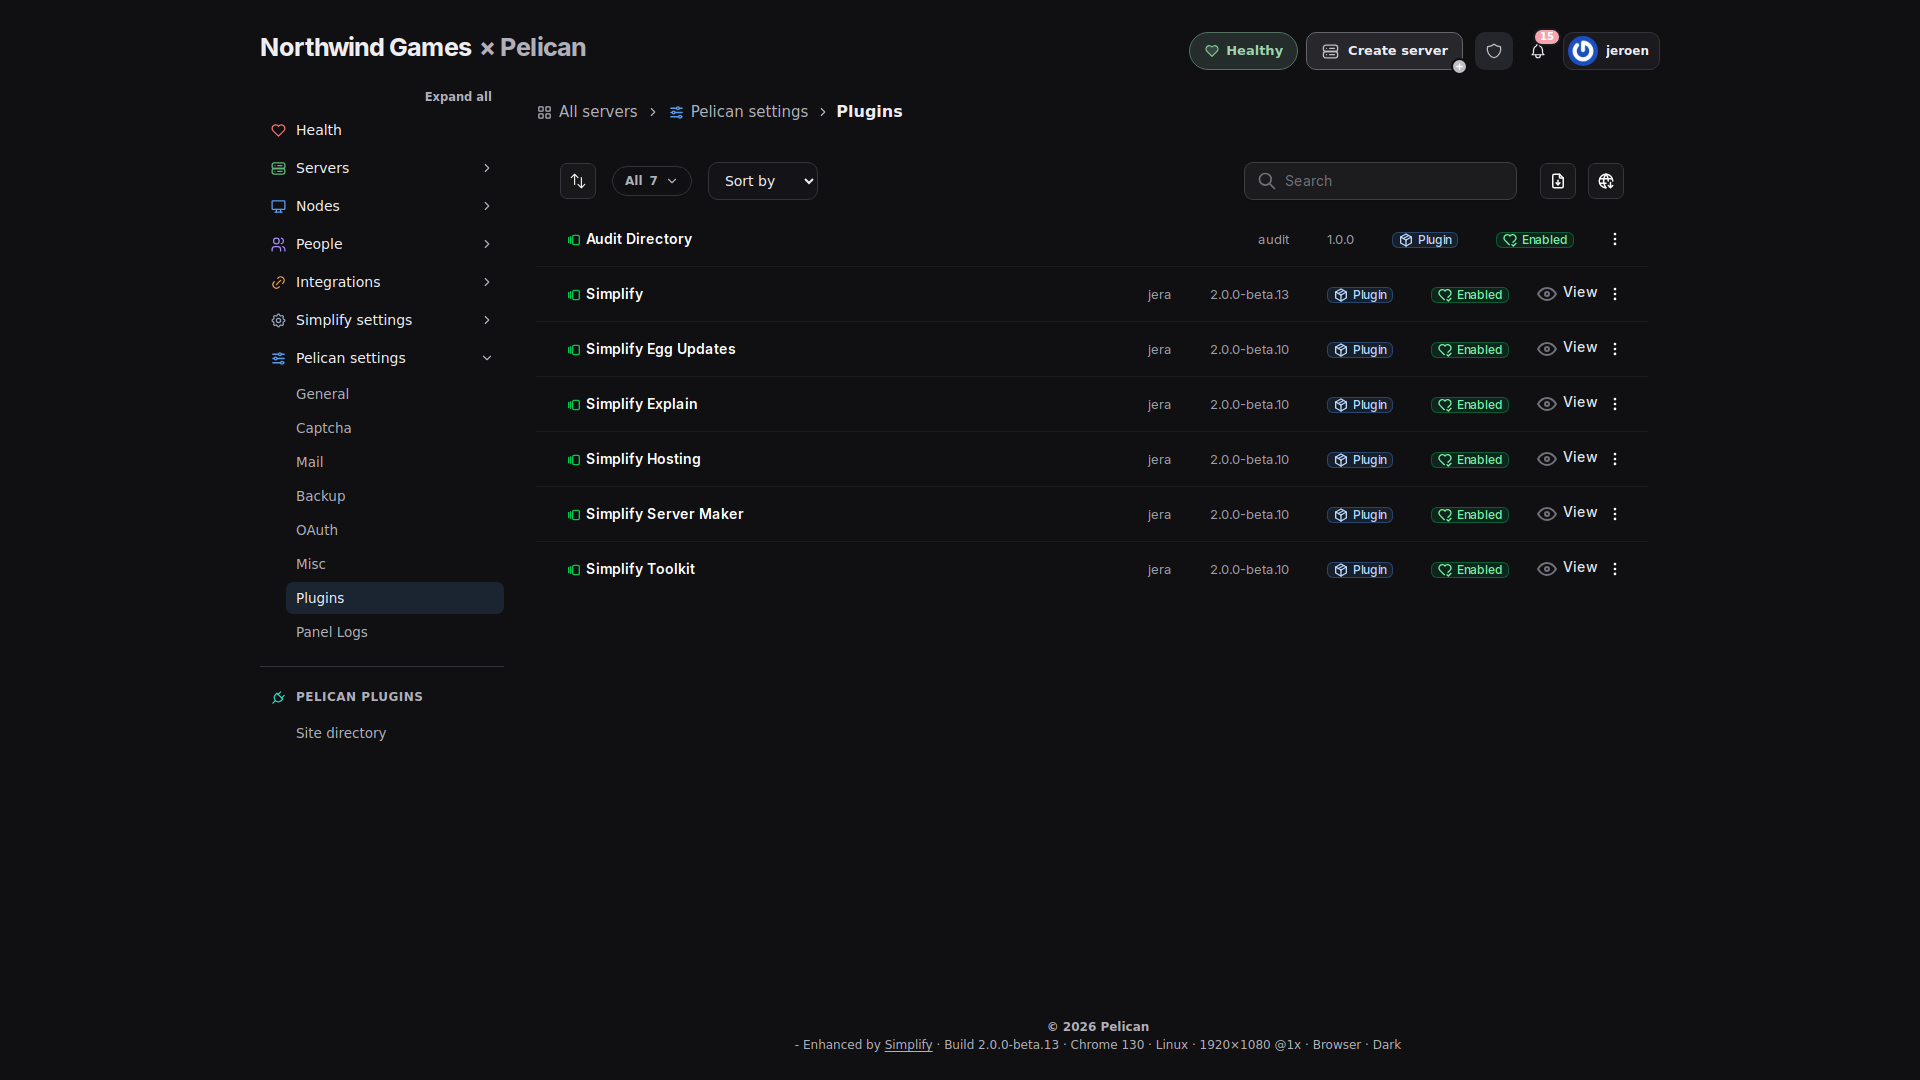 Northwind Games × Pelican
Healthy
Create server
15
jeroen
Expand all
Health
Servers
Nodes
People
Integrations
Simplify settings
Pelican settings
General
Captcha
Mail
Backup
OAuth
Misc
Plugins
Panel Logs
PELICAN PLUGINS
Site directory
All servers > Pelican settings > Plugins
All 7
Sort by
Search
Audit Directory audit 1.0.0 Plugin Enabled
Simplify jera 2.0.0-beta.13 Plugin Enabled View
Simplify Egg Updates jera 2.0.0-beta.10 Plugin Enabled View
Simplify Explain jera 2.0.0-beta.10 Plugin Enabled View
Simplify Hosting jera 2.0.0-beta.10 Plugin Enabled View
Simplify Server Maker jera 2.0.0-beta.10 Plugin Enabled View
Simplify Toolkit jera 2.0.0-beta.10 Plugin Enabled View
© 2026 Pelican
- Enhanced by Simplify · Build 2.0.0-beta.13 · Chrome 130 · Linux · 1920×1080 @1x · Browser · Dark